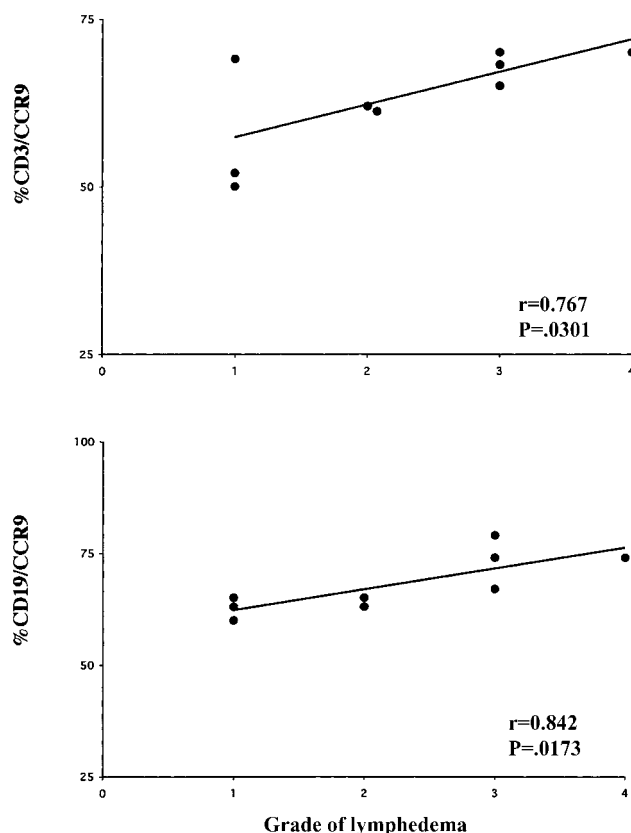 75
%CD3/CCR9
50
r=0.767
P=.0301
25
0 1 2 3 4
100
%CD19/CCR9
75
50
r=0.842
P=.0173
25
0 1 2 3 4
Grade of lymphedema